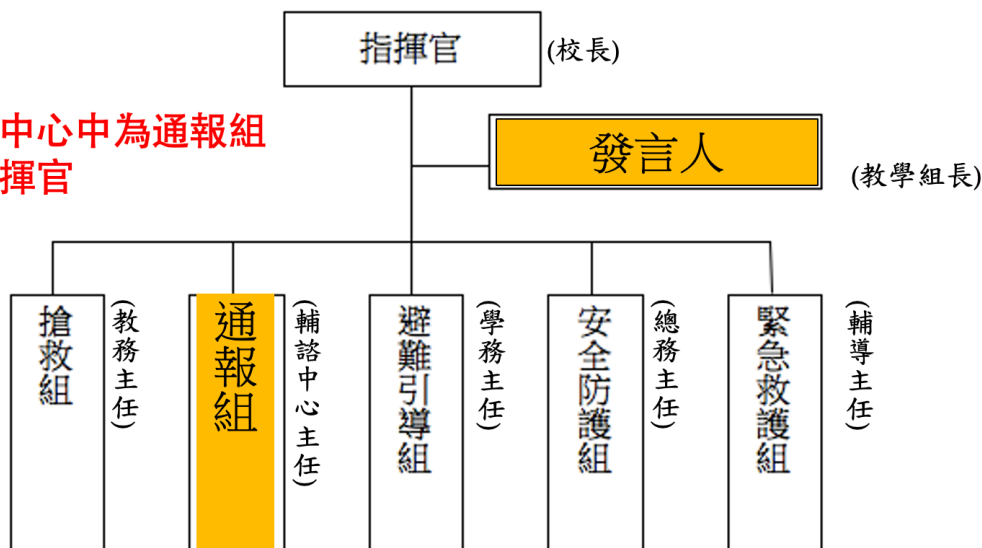 指揮官
(校長)
中心中為通報組
揮官
發言人
(教學組長)
搶救組
(教務主任)
通報組
(輔諮中心主任)
避難引導組
(學務主任)
安全防護組
(總務主任)
緊急救護組
(輔導主任)